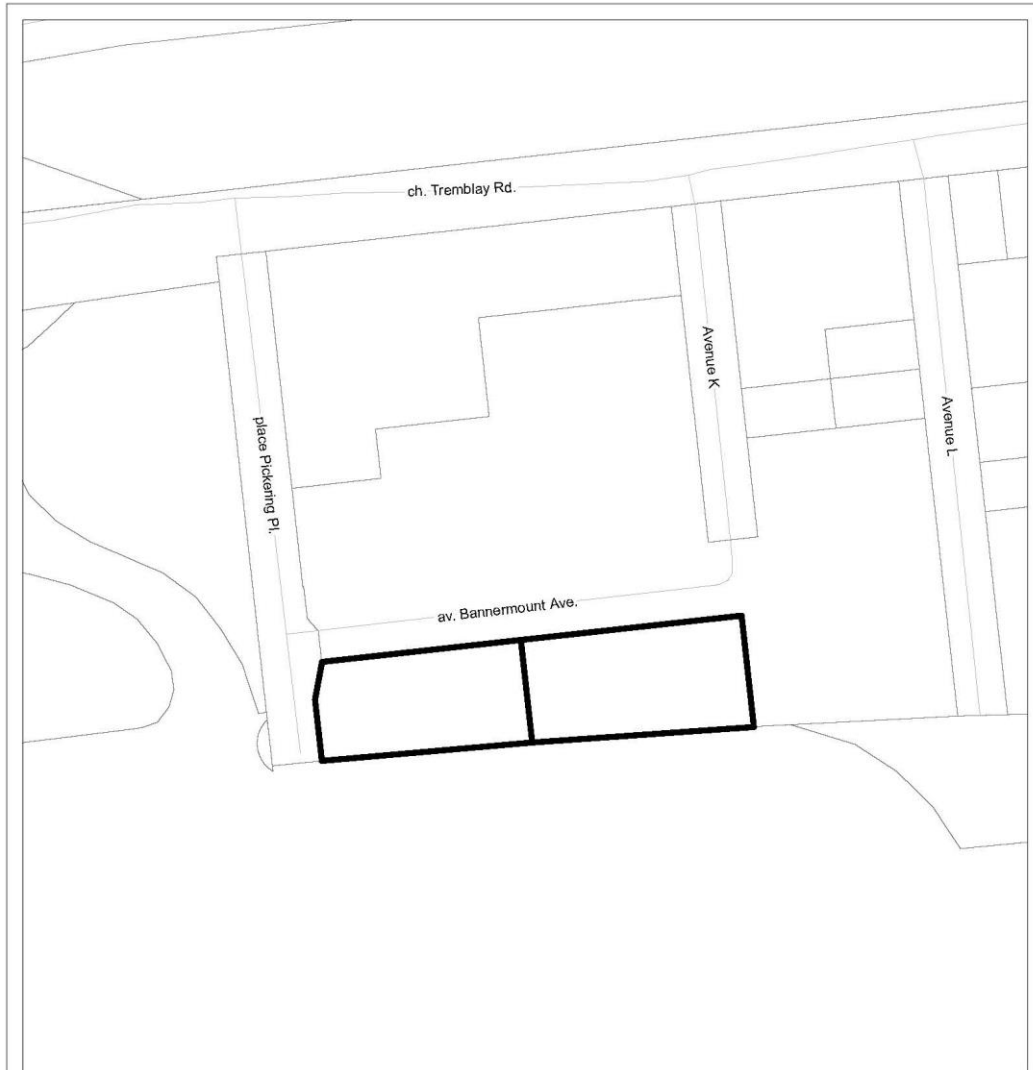 ch. Tremblay Rd.
Avenue K
Avenue L
place Pickering Pl.
av. Bannermount Ave.